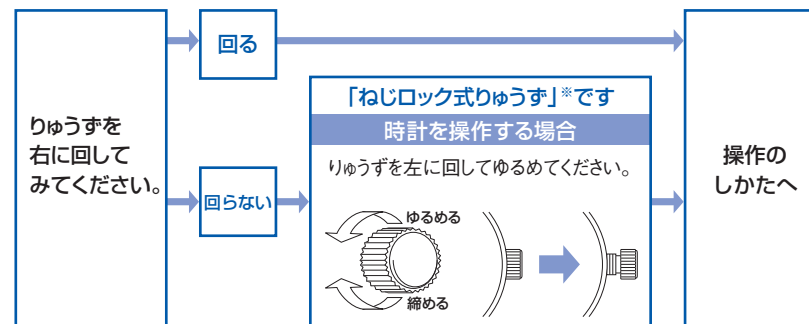 りゅうずを
右に回して
みてください。
回る
回らない
「ねじロック式りゅうず」※です
時計を操作する場合
りゅうずを左に回してゆるめてください。
ゆるめる
締める
操作の
しかたへ